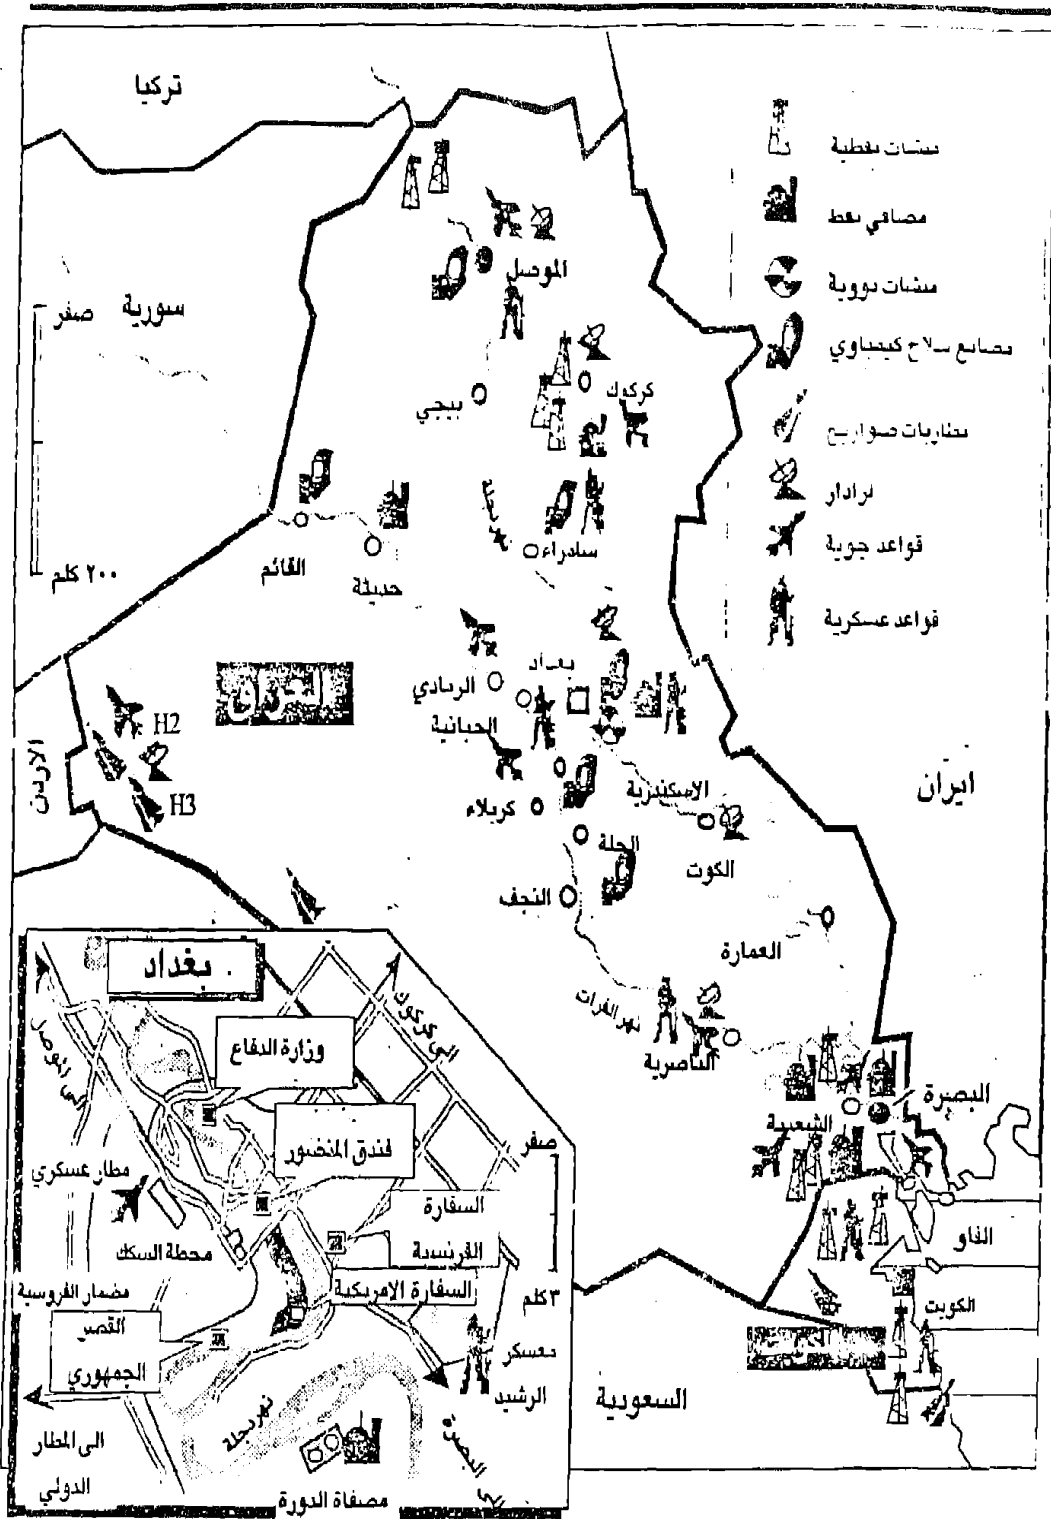 تركيا
منشآت نفطية
مصافي نفط
منشآت نووية
مصانع سلاح كيمياوي
بطاريات صواريخ
رادار
قواعد جوية
قواعد عسكرية
سورية
صفر
٢٠٠ كلم
الموصل
كركوك
بيجي
سامراء
القائم
حديثة
بغداد
الرمادي
الحبانية
H2
H3
الاردن
العراق
ايران
الاسكندرية
كربلاء
الحلة
الكوت
النجف
العمارة
نهر الفرات
الناصرية
البصرة
الشعيبة
الفاو
الكويت
السعودية
بغداد
الى الموصل
الى كركوك
وزارة الدفاع
فندق المنصور
صفر
٣ كلم
مطار عسكري
السفارة
الفرنسية
محطة السكك
السفارة الامريكية
مضمار الفروسية
القصر
الجمهوري
معسكر
الرشيد
نهر دجلة
الى البصرة
الى المطار
الدولي
مصفاة الدورة